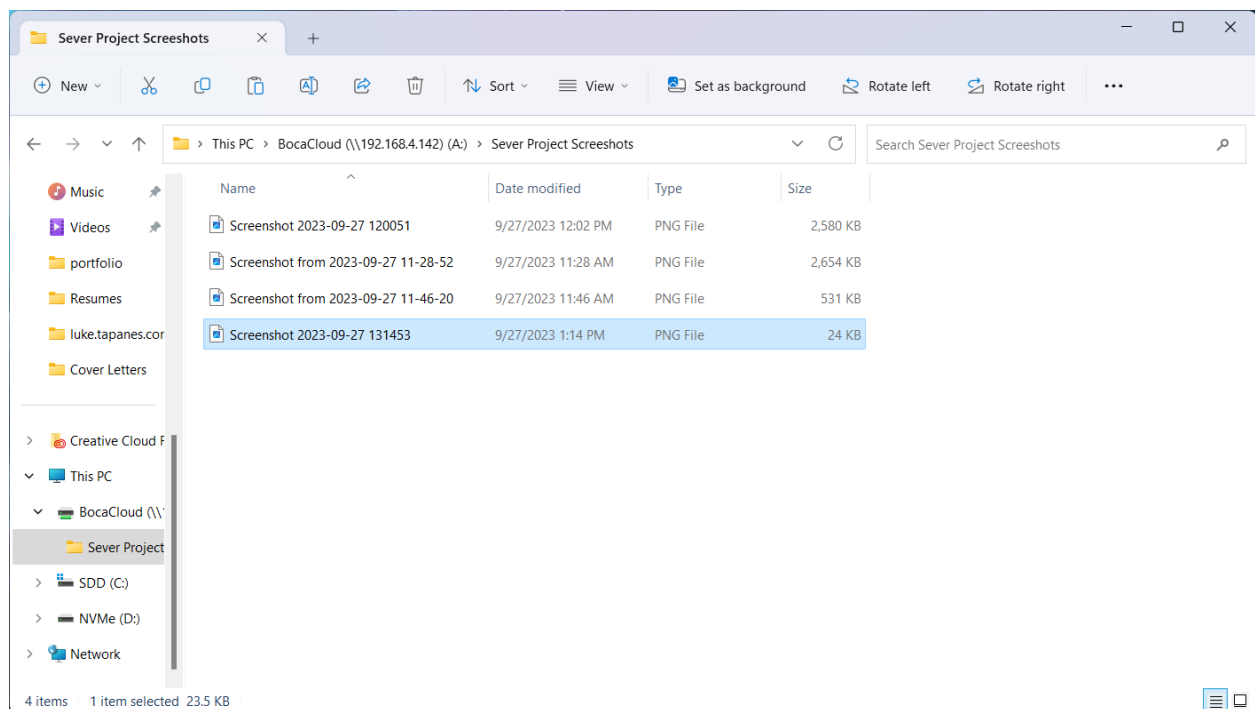 Sever Project Screeshots
New
Sort
View
Set as background
Rotate left
Rotate right
This PC > BocaCloud (\\192.168.4.142) (A:) > Sever Project Screeshots
Search Sever Project Screeshots
Music
Videos
portfolio
Resumes
luke.tapanes.cor
Cover Letters
Creative Cloud F
This PC
BocaCloud (\\'
Sever Project
SDD (C:)
NVMe (D:)
Network
Name Date modified Type Size
Screenshot 2023-09-27 120051 9/27/2023 12:02 PM PNG File 2,580 KB
Screenshot from 2023-09-27 11-28-52 9/27/2023 11:28 AM PNG File 2,654 KB
Screenshot from 2023-09-27 11-46-20 9/27/2023 11:46 AM PNG File 531 KB
Screenshot 2023-09-27 131453 9/27/2023 1:14 PM PNG File 24 KB
4 items 1 item selected 23.5 KB